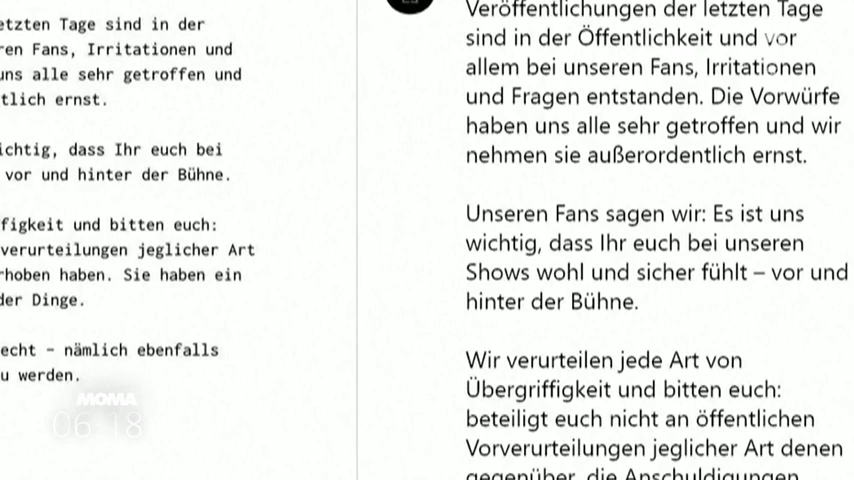 etzten Tage sind in der
ren Fans, Irritationen und
uns alle sehr getroffen und
tlich ernst.
ichtig, dass Ihr euch bei
vor und hinter der Bühne.
ffigkeit und bitten euch:
verurteilungen jeglicher Art
rhoben haben. Sie haben ein
der Dinge.
echt – nämlich ebenfalls
u werden.
MOMA
06:18
Veröffentlichungen der letzten Tage
sind in der Öffentlichkeit und vor
allem bei unseren Fans, Irritationen
und Fragen entstanden. Die Vorwürfe
haben uns alle sehr getroffen und wir
nehmen sie außerordentlich ernst.
Unseren Fans sagen wir: Es ist uns
wichtig, dass Ihr euch bei unseren
Shows wohl und sicher fühlt – vor und
hinter der Bühne.
Wir verurteilen jede Art von
Übergriffigkeit und bitten euch:
beteiligt euch nicht an öffentlichen
Vorverurteilungen jeglicher Art denen
gegenüber, die Anschuldigungen